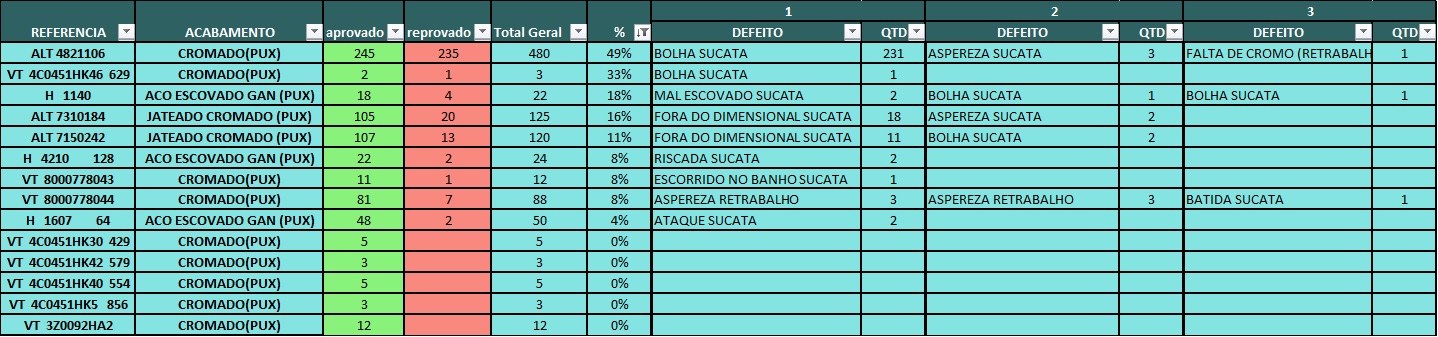 1 2 3
REFERENCIA ACABAMENTO aprovado reprovado Total Geral % DEFEITO QTD DEFEITO QTD DEFEITO QTD
ALT 4821106 CROMADO(PUX) 245 235 480 49% BOLHA SUCATA 231 ASPEREZA SUCATA 3 FALTA DE CROMO (RETRABALH 1
VT 4C0451HK46 629 CROMADO(PUX) 2 1 3 33% BOLHA SUCATA 1
H 1140 ACO ESCOVADO GAN (PUX) 18 4 22 18% MAL ESCOVADO SUCATA 2 BOLHA SUCATA 1 BOLHA SUCATA 1
ALT 7310184 JATEADO CROMADO (PUX) 105 20 125 16% FORA DO DIMENSIONAL SUCATA 18 ASPEREZA SUCATA 2
ALT 7150242 JATEADO CROMADO (PUX) 107 13 120 11% FORA DO DIMENSIONAL SUCATA 11 BOLHA SUCATA 2
H 4210 128 ACO ESCOVADO GAN (PUX) 22 2 24 8% RISCADA SUCATA 2
VT 8000778043 CROMADO(PUX) 11 1 12 8% ESCORRIDO NO BANHO SUCATA 1
VT 8000778044 CROMADO(PUX) 81 7 88 8% ASPEREZA RETRABALHO 3 ASPEREZA RETRABALHO 3 BATIDA SUCATA 1
H 1607 64 ACO ESCOVADO GAN (PUX) 48 2 50 4% ATAQUE SUCATA 2
VT 4C0451HK30 429 CROMADO(PUX) 5 5 0%
VT 4C0451HK42 579 CROMADO(PUX) 3 3 0%
VT 4C0451HK40 554 CROMADO(PUX) 5 5 0%
VT 4C0451HK5 856 CROMADO(PUX) 3 3 0%
VT 3Z0092HA2 CROMADO(PUX) 12 12 0%